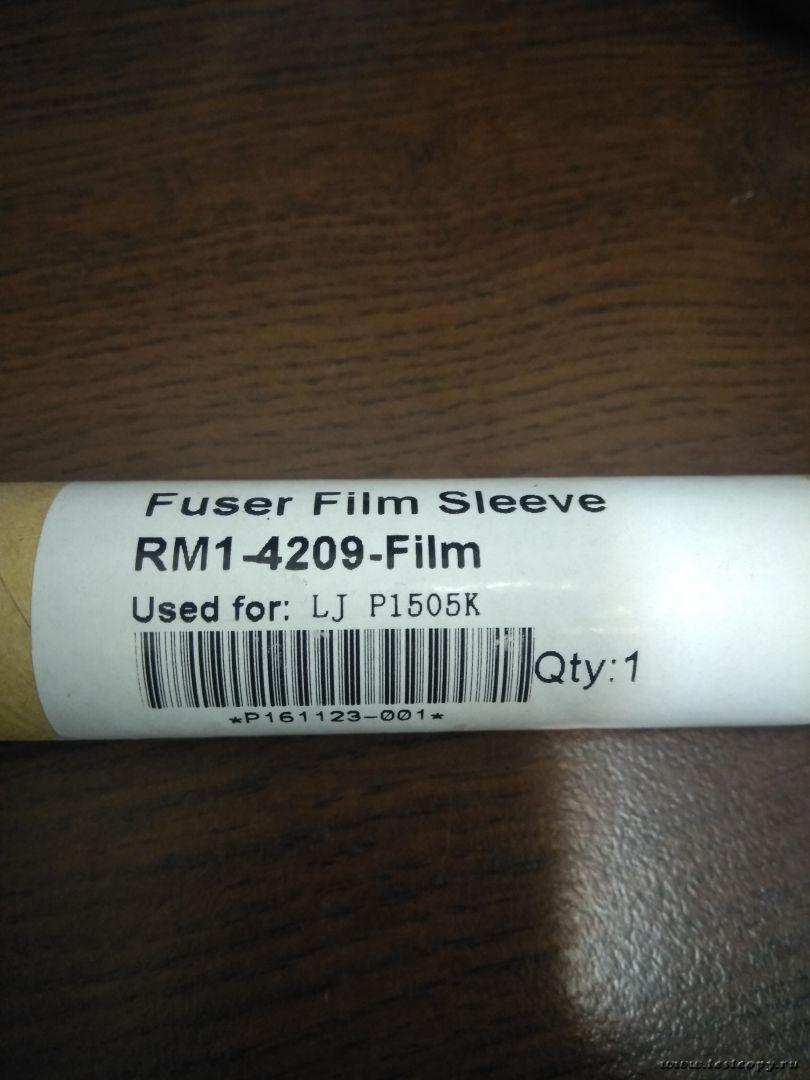 Fuser Film Sleeve
RM1-4209-Film
Used for: LJ P1505K
Qty:1
*P161123-001*
www.testcopy.ru